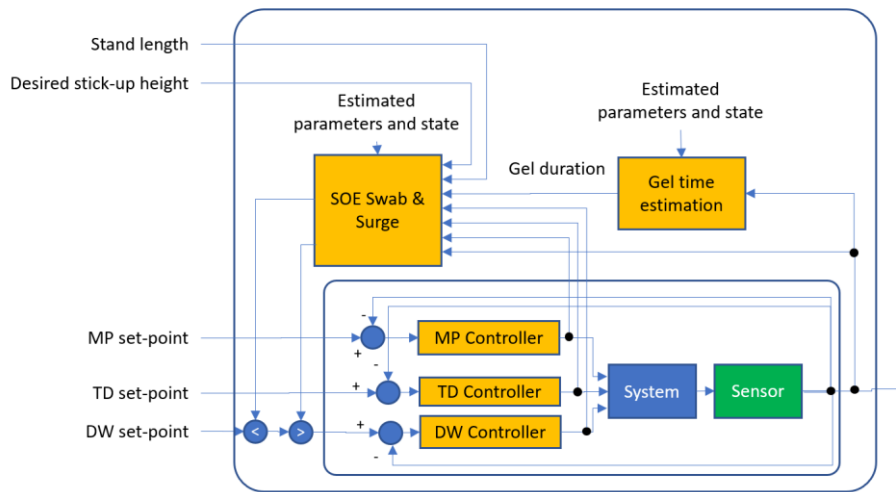 Stand length
Desired stick-up height
Estimated
parameters and state
Estimated
parameters and state
SOE Swab &
Surge
Gel duration
Gel time
estimation
MP set-point
-
+
MP Controller
-
TD set-point
+
TD Controller
System
Sensor
DW set-point
<
>
+
DW Controller
-